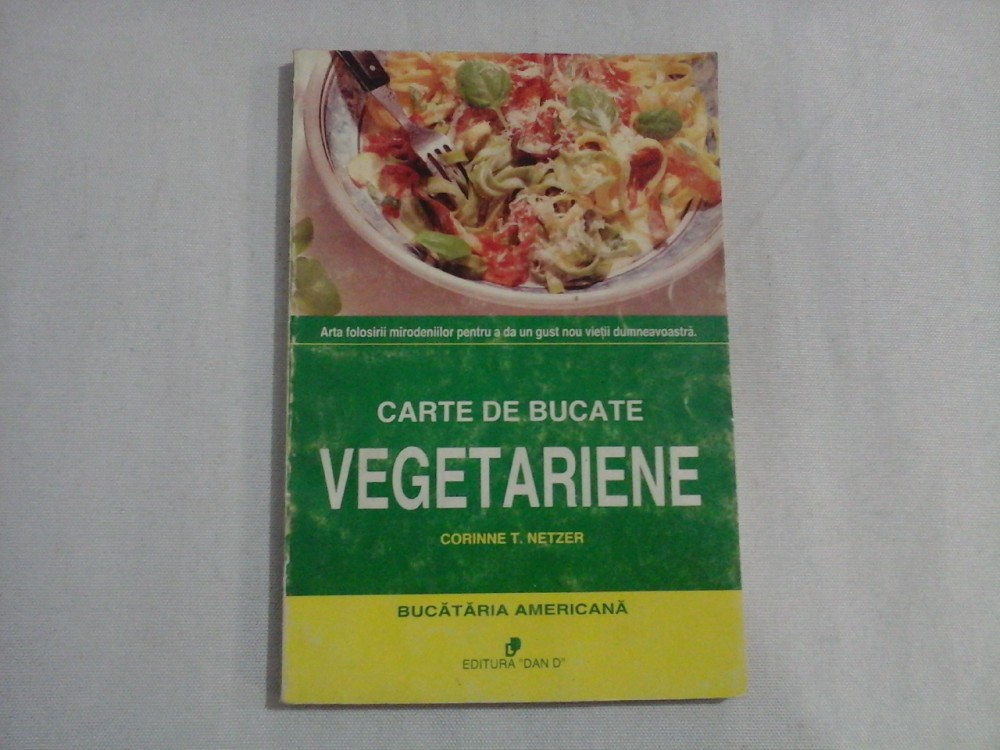 Arta folosirii mirodeniilor pentru a da un gust nou vieții dumneavoastră.
CARTE DE BUCATE
VEGETARIENE
CORINNE T. NETZER
BUCĂTĂRIA AMERICANĂ
EDITURA "DAN D"